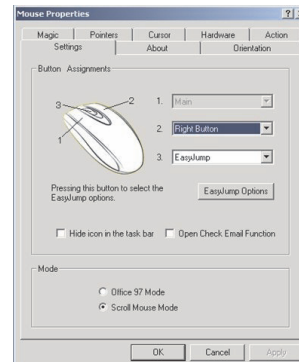 Mouse Properties
Magic Pointers Cursor Hardware Action
Settings About Orientation
Button Assignments
3
2
1
1. Main
2. Right Button
3. EasyJump
Pressing this button to select the
EasyJump options.
EasyJump Options
Hide icon in the task bar Open Check Email Function
Mode
Office 97 Mode
Scroll Mouse Mode
OK Cancel Apply